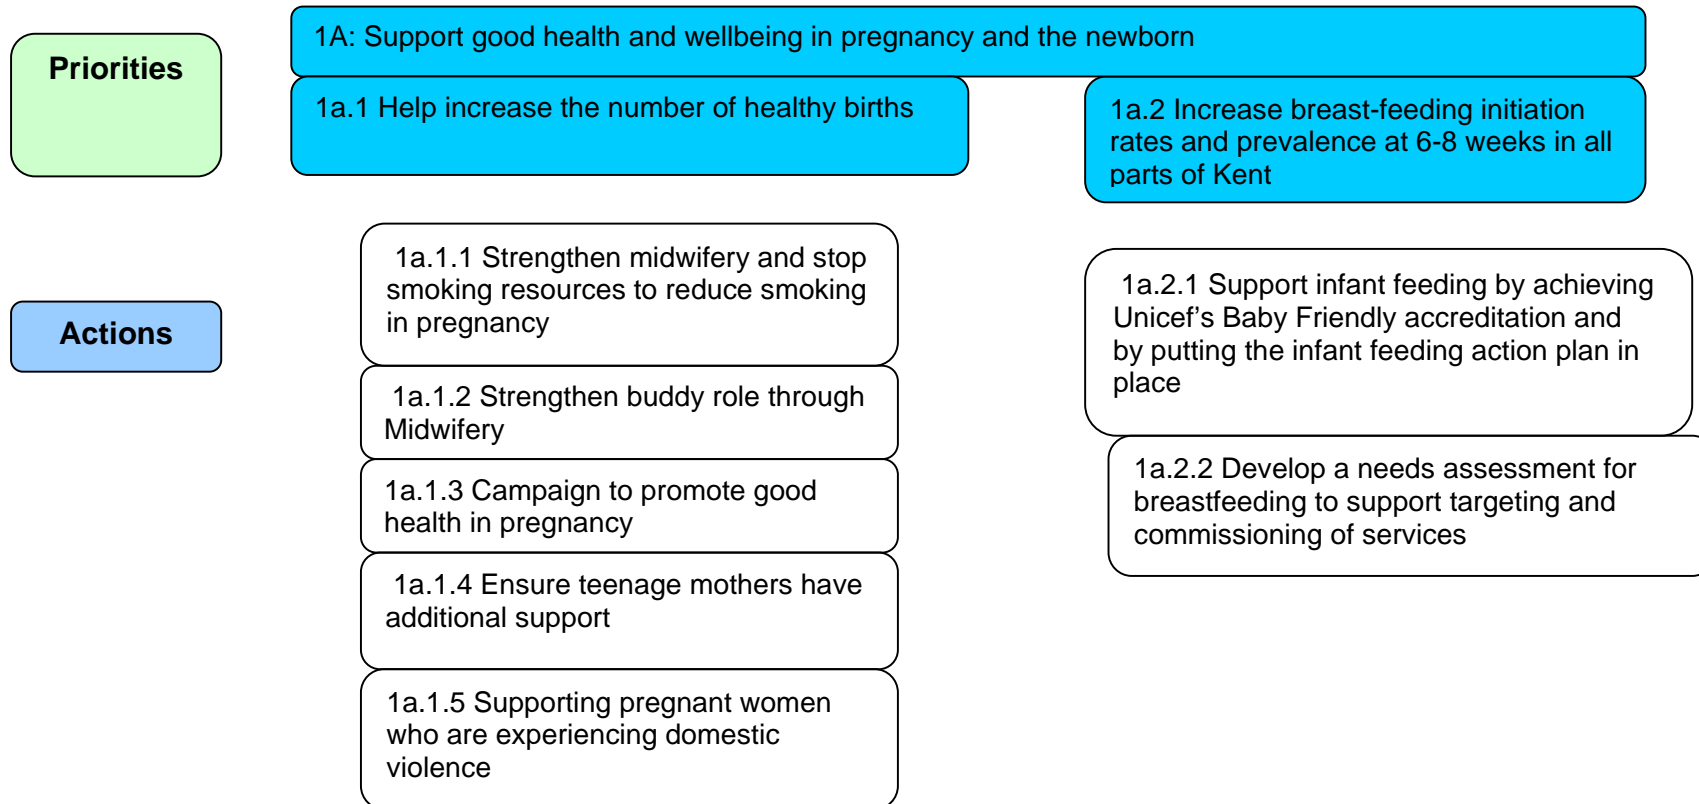 Priorities
1A: Support good health and wellbeing in pregnancy and the newborn
1a.1 Help increase the number of healthy births
1a.2 Increase breast-feeding initiation
rates and prevalence at 6-8 weeks in all
parts of Kent
Actions
1a.1.1 Strengthen midwifery and stop
smoking resources to reduce smoking
in pregnancy
1a.1.2 Strengthen buddy role through
Midwifery
1a.1.3 Campaign to promote good
health in pregnancy
1a.1.4 Ensure teenage mothers have
additional support
1a.1.5 Supporting pregnant women
who are experiencing domestic
violence
1a.2.1 Support infant feeding by achieving
Unicef's Baby Friendly accreditation and
by putting the infant feeding action plan in
place
1a.2.2 Develop a needs assessment for
breastfeeding to support targeting and
commissioning of services